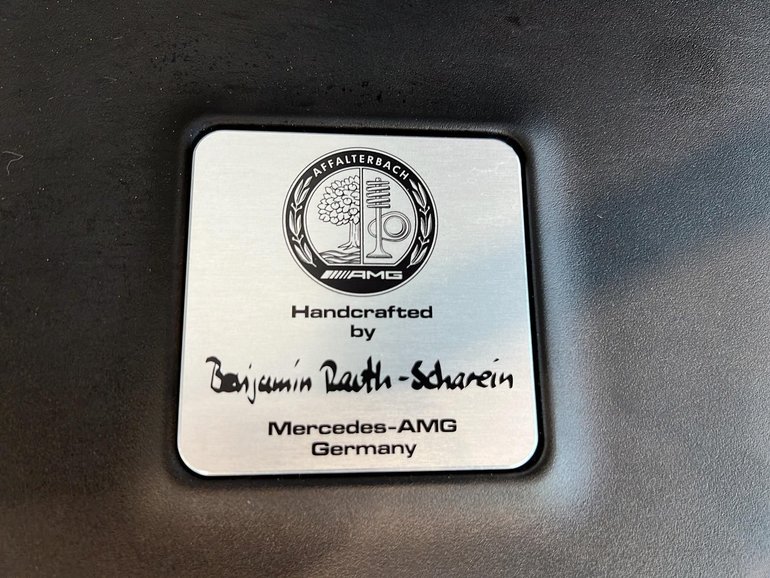 AFFALTERBACH
AMG
Handcrafted
by
Benjamin Rauth-Scharein
Mercedes-AMG
Germany